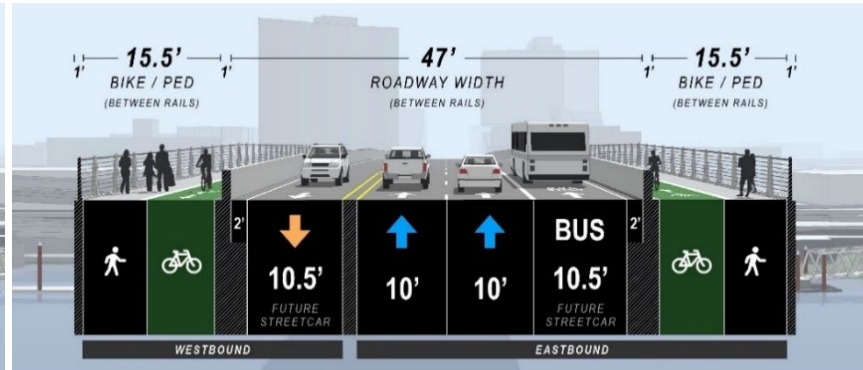 15.5' 47' 15.5'
1' BIKE / PED 1' ROADWAY WIDTH 1' BIKE / PED 1'
(BETWEEN RAILS) (BETWEEN RAILS) (BETWEEN RAILS)
2' BUS 2'
10.5' 10' 10' 10.5'
FUTURE FUTURE
STREETCAR STREETCAR
WESTBOUND EASTBOUND